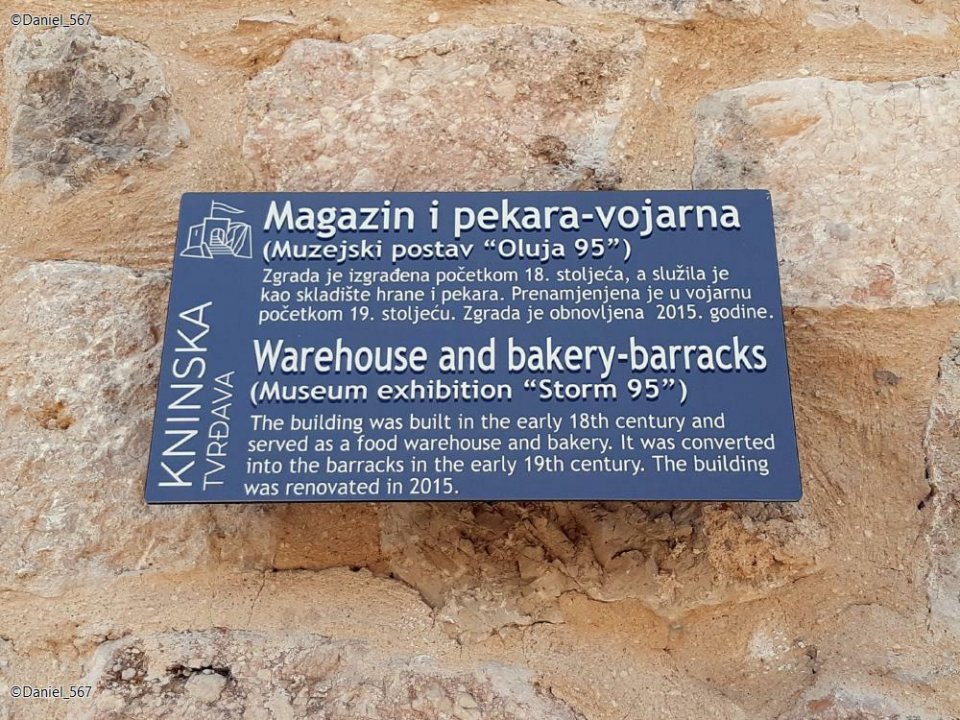 ©Daniel_567
KNINSKA
TVRĐAVA
Magazin i pekara-vojarna
(Muzejski postav “Oluja 95”)
Zgrada je izgrađena početkom 18. stoljeća, a služila je
kao skladište hrane i pekara. Prenamjenjena je u vojarnu
početkom 19. stoljeću. Zgrada je obnovljena 2015. godine.
Warehouse and bakery-barracks
(Museum exhibition “Storm 95”)
The building was built in the early 18th century and
served as a food warehouse and bakery. It was converted
into the barracks in the early 19th century. The building
was renovated in 2015.
©Daniel_567